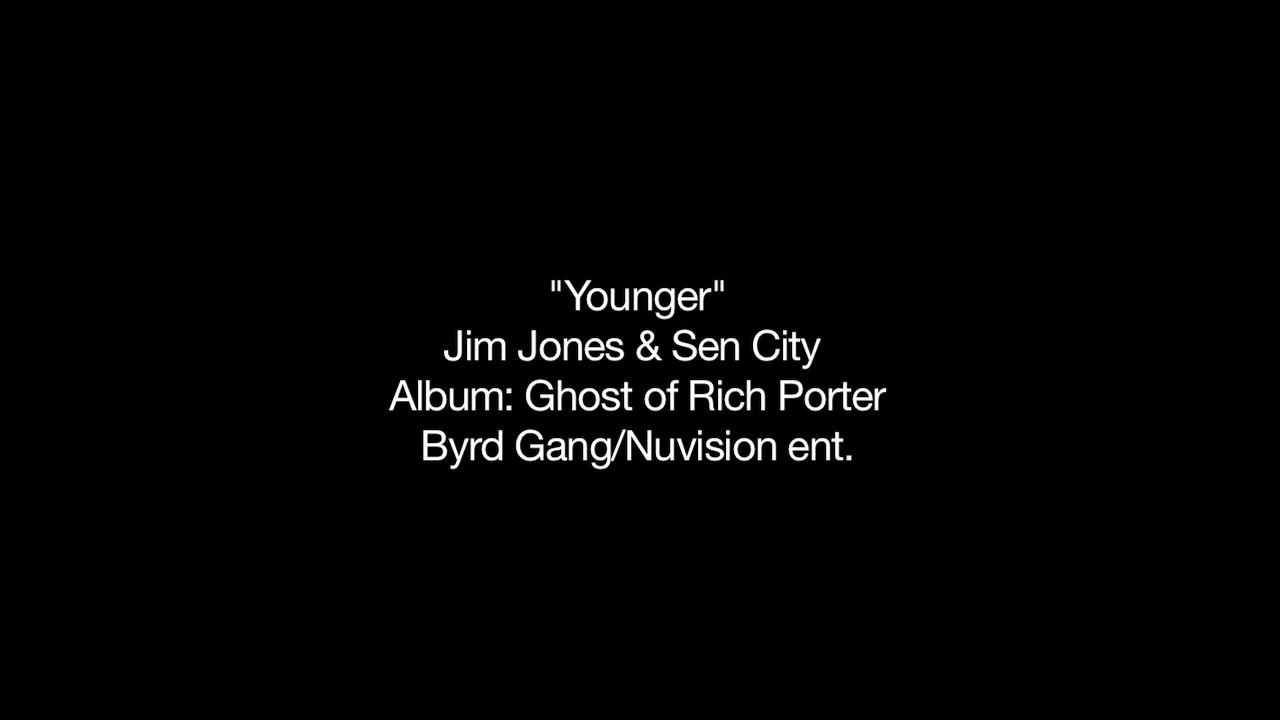 "Younger"
Jim Jones & Sen City
Album: Ghost of Rich Porter
Byrd Gang/Nuvision ent.